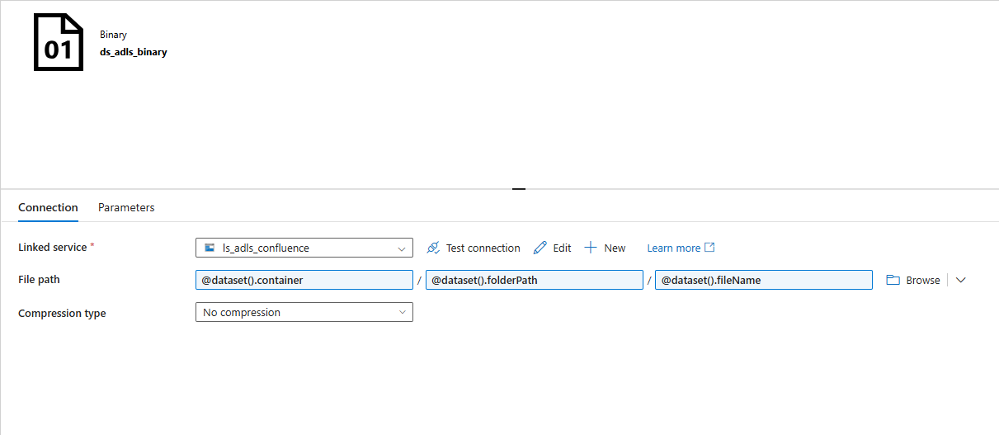 01
Binary
ds_adls_binary
Connection Parameters
Linked service * ls_adls_confluence Test connection Edit New Learn more
File path @dataset().container / @dataset().folderPath / @dataset().fileName Browse
Compression type No compression